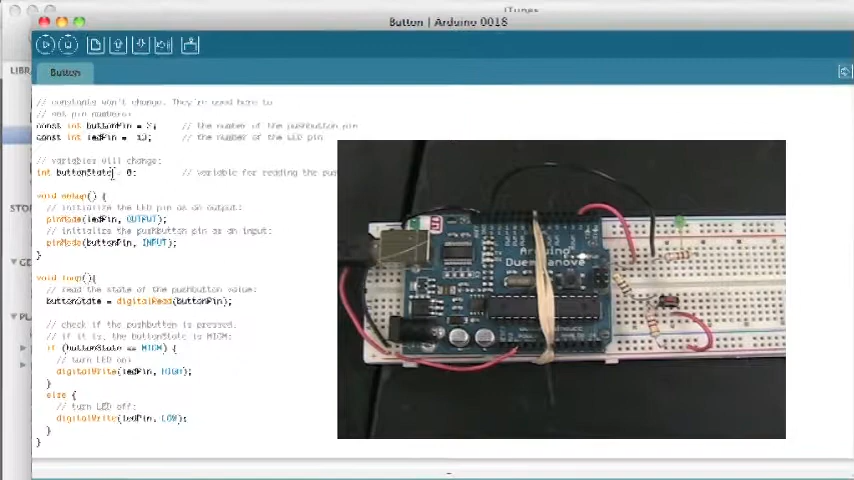 iTunes
Button | Arduino 0018
LIBR
Button
// constants won't change. They're used here to
// set pin numbers:
const int buttonPin = 2;     // the number of the pushbutton pin
const int ledPin =  13;      // the number of the LED pin
// variables will change:
int buttonState = 0;         // variable for reading the pus
STO
void setup() {
// initialize the LED pin as an output:
pinMode(ledPin, OUTPUT);
// initialize the pushbutton pin as an input:
pinMode(buttonPin, INPUT);
}
GE
void loop(){
// read the state of the pushbutton value:
buttonState = digitalRead(buttonPin);
PL
// check if the pushbutton is pressed.
// if it is, the buttonState is HIGH:
if (buttonState == HIGH) {
// turn LED on:
digitalWrite(ledPin, HIGH);
}
else {
// turn LED off:
digitalWrite(ledPin, LOW);
}
}
Arduino
Duemilanove